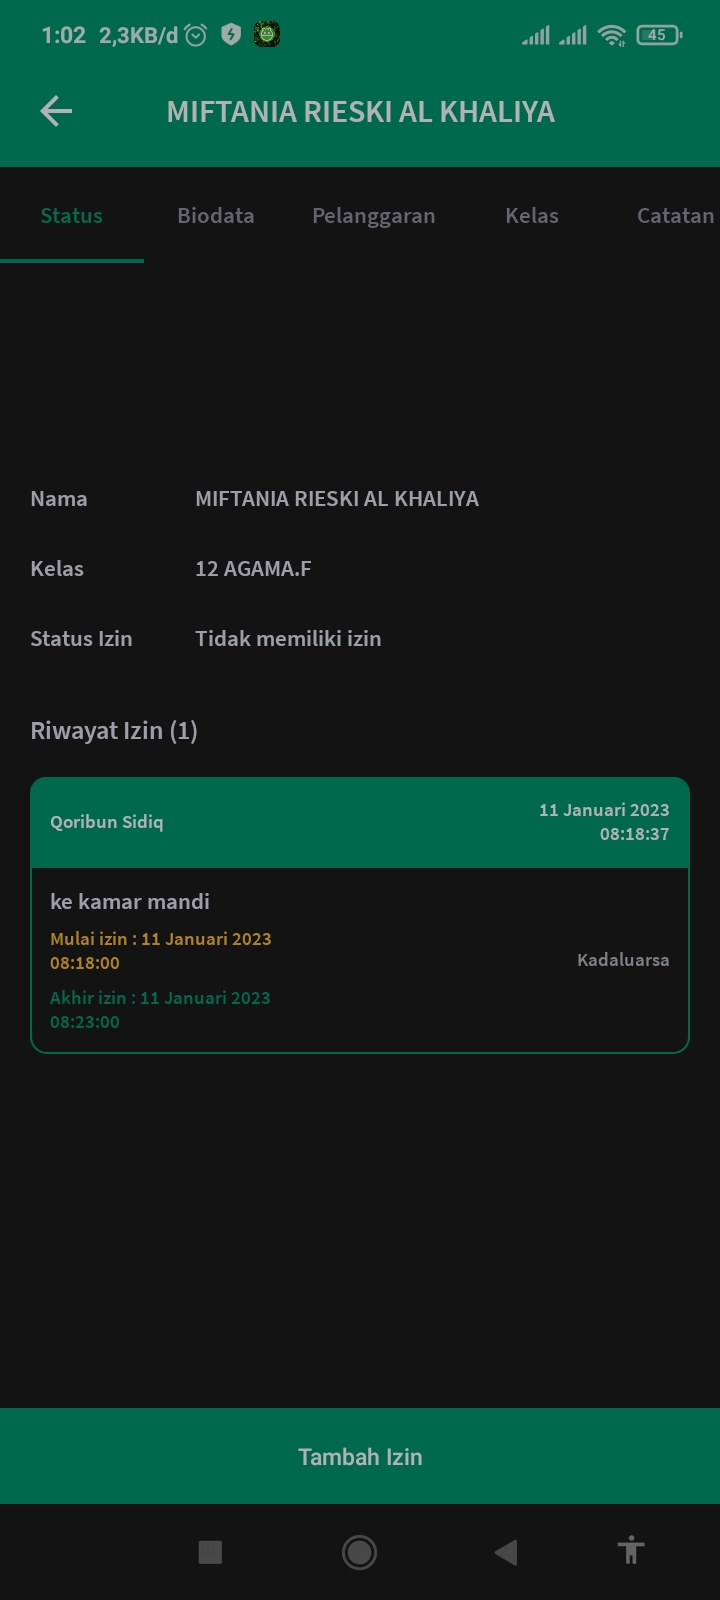 1:02 2,3KB/d 45
MIFTANIA RIESKI AL KHALIYA
Status Biodata Pelanggaran Kelas Catatan
Nama MIFTANIA RIESKI AL KHALIYA
Kelas 12 AGAMA.F
Status Izin Tidak memiliki izin
Riwayat Izin (1)
Qoribun Sidiq
11 Januari 2023
08:18:37
ke kamar mandi
Mulai izin : 11 Januari 2023
08:18:00
Kadaluarsa
Akhir izin : 11 Januari 2023
08:23:00
Tambah Izin